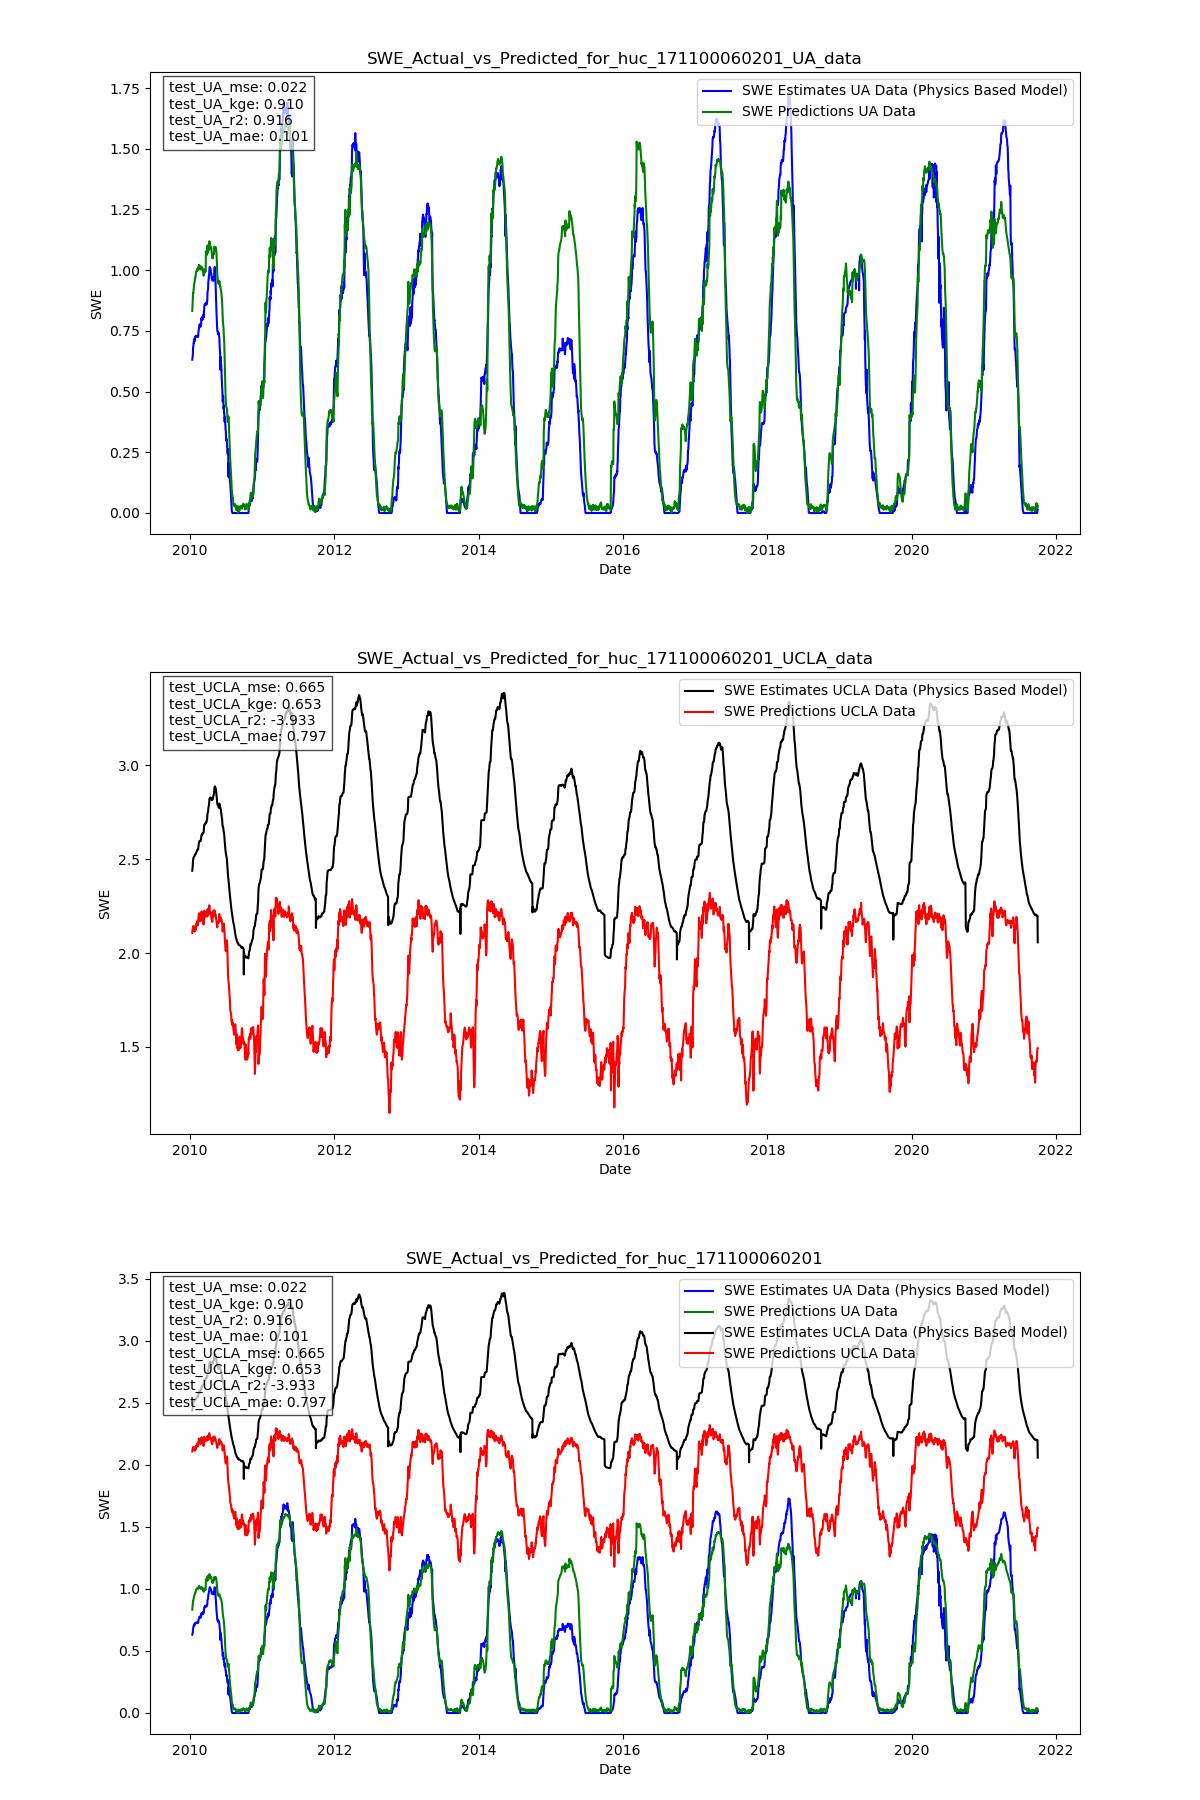 SWE_Actual_vs_Predicted_for_huc_171100060201_UA_data
test_UA_mse: 0.022
test_UA_kge: 0.910
test_UA_r2: 0.916
test_UA_mae: 0.101
SWE Estimates UA Data (Physics Based Model)
SWE Predictions UA Data
1.75
1.50
1.25
1.00
0.75
0.50
0.25
0.00
SWE
2010
2012
2014
2016
2018
2020
2022
Date
SWE_Actual_vs_Predicted_for_huc_171100060201_UCLA_data
test_UCLA_mse: 0.665
test_UCLA_kge: 0.653
test_UCLA_r2: -3.933
test_UCLA_mae: 0.797
SWE Estimates UCLA Data (Physics Based Model)
SWE Predictions UCLA Data
3.0
2.5
2.0
1.5
SWE
2010
2012
2014
2016
2018
2020
2022
Date
SWE_Actual_vs_Predicted_for_huc_171100060201
test_UA_mse: 0.022
test_UA_kge: 0.910
test_UA_r2: 0.916
test_UA_mae: 0.101
test_UCLA_mse: 0.665
test_UCLA_kge: 0.653
test_UCLA_r2: -3.933
test_UCLA_mae: 0.797
SWE Estimates UA Data (Physics Based Model)
SWE Predictions UA Data
SWE Estimates UCLA Data (Physics Based Model)
SWE Predictions UCLA Data
3.5
3.0
2.5
2.0
1.5
1.0
0.5
0.0
SWE
2010
2012
2014
2016
2018
2020
2022
Date